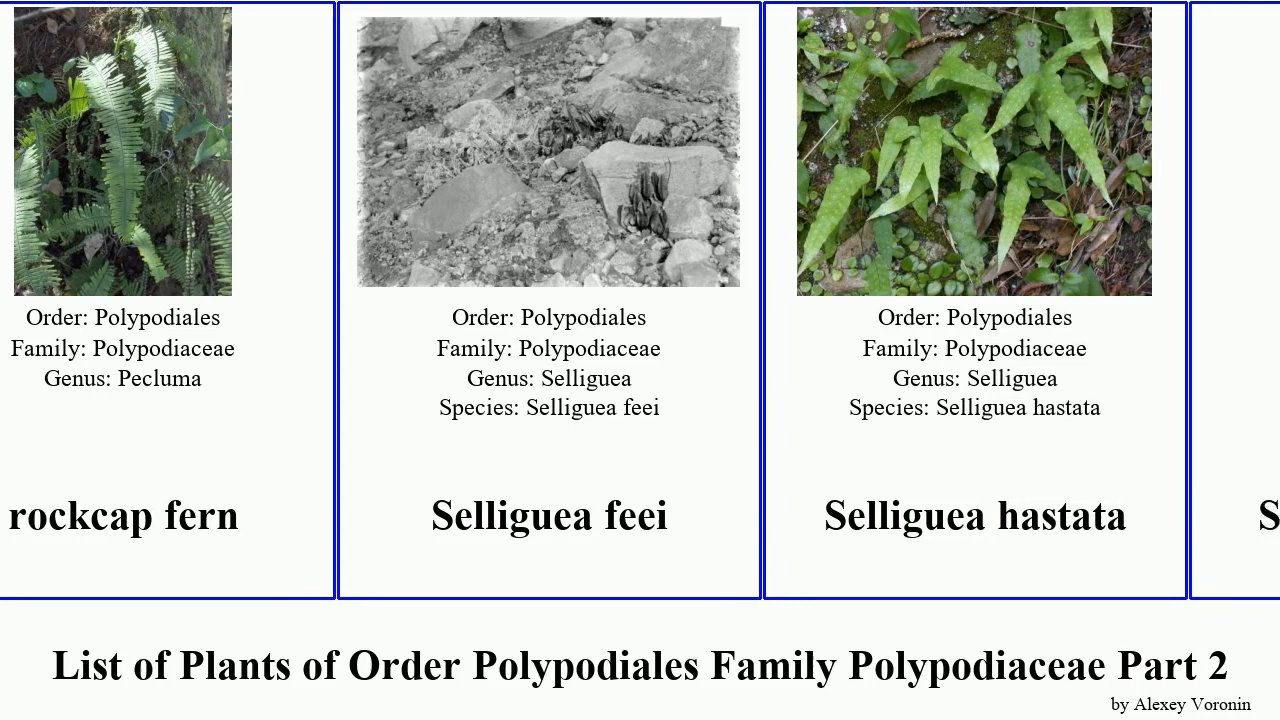 Order: Polypodiales
Family: Polypodiaceae
Genus: Pecluma
rockcap fern
Order: Polypodiales
Family: Polypodiaceae
Genus: Selliguea
Species: Selliguea feei
Selliguea feei
Order: Polypodiales
Family: Polypodiaceae
Genus: Selliguea
Species: Selliguea hastata
Selliguea hastata
S
List of Plants of Order Polypodiales Family Polypodiaceae Part 2
by Alexey Voronin